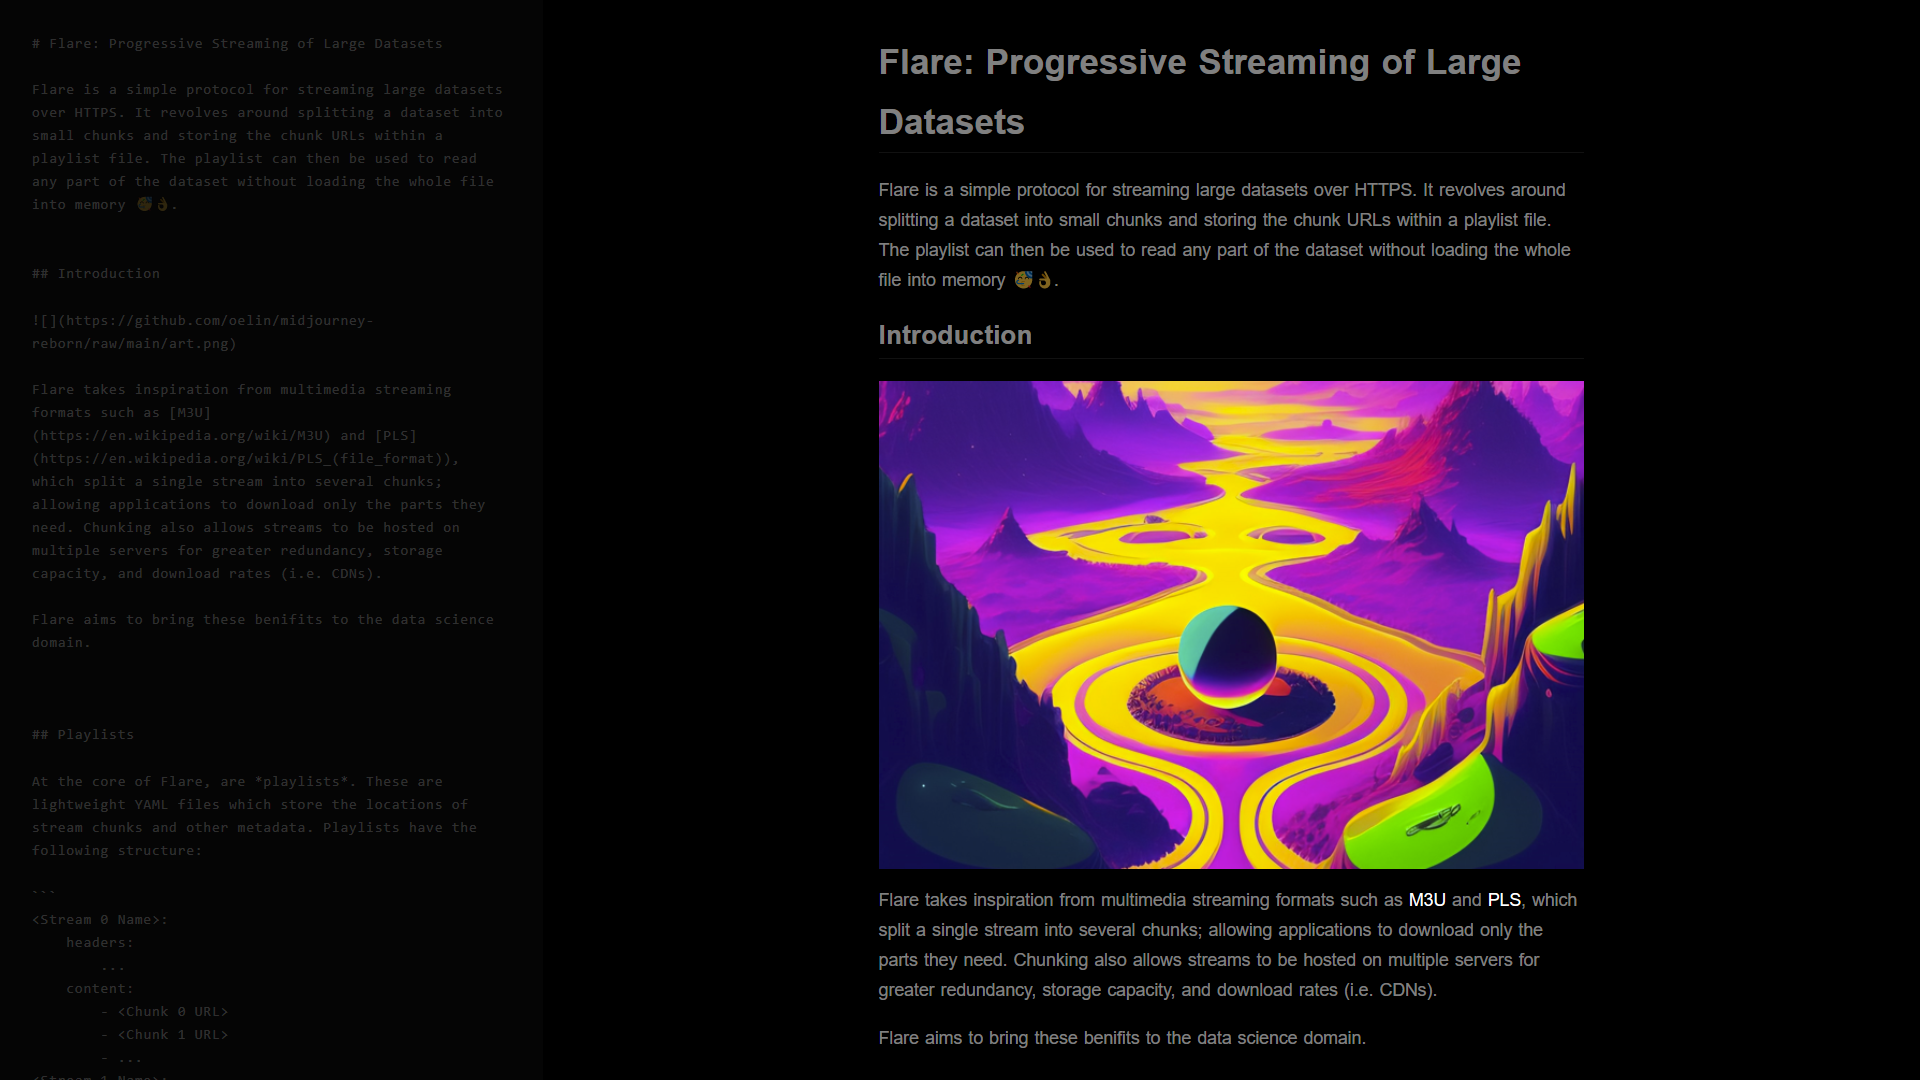 # Flare: Progressive Streaming of Large Datasets
Flare is a simple protocol for streaming large datasets
over HTTPS. It revolves around splitting a dataset into
small chunks and storing the chunk URLs within a
playlist file. The playlist can then be used to read
any part of the dataset without loading the whole file
into memory 😴👌.
## Introduction
![](https://github.com/oelin/midjourney-
reborn/raw/main/art.png)
Flare takes inspiration from multimedia streaming
formats such as [M3U]
(https://en.wikipedia.org/wiki/M3U) and [PLS]
(https://en.wikipedia.org/wiki/PLS_(file_format)),
which split a single stream into several chunks;
allowing applications to download only the parts they
need. Chunking also allows streams to be hosted on
multiple servers for greater redundancy, storage
capacity, and download rates (i.e. CDNs).
Flare aims to bring these benifits to the data science
domain.
## Playlists
At the core of Flare, are *playlists*. These are
lightweight YAML files which store the locations of
stream chunks and other metadata. Playlists have the
following structure:
```
<Stream 0 Name>:
headers:
...
content:
- <Chunk 0 URL>
- <Chunk 1 URL>
- ...
<Stream 1 Name>:
Flare: Progressive Streaming of Large
Datasets
Flare is a simple protocol for streaming large datasets over HTTPS. It revolves around
splitting a dataset into small chunks and storing the chunk URLs within a playlist file.
The playlist can then be used to read any part of the dataset without loading the whole
file into memory 😴👌.
Introduction
Flare takes inspiration from multimedia streaming formats such as M3U and PLS, which
split a single stream into several chunks; allowing applications to download only the
parts they need. Chunking also allows streams to be hosted on multiple servers for
greater redundancy, storage capacity, and download rates (i.e. CDNs).
Flare aims to bring these benifits to the data science domain.